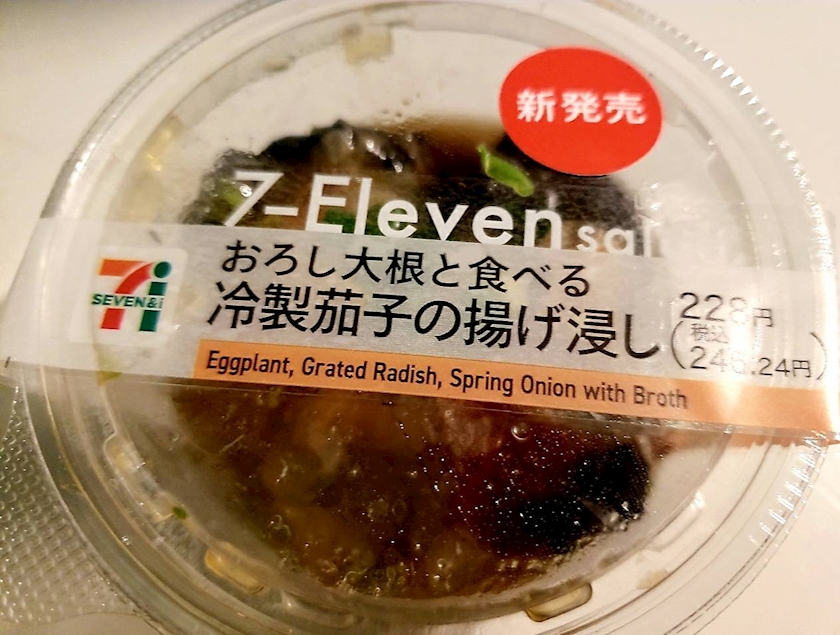 新発売
7-Eleven sal
おろし大根と食べる
SEVEN&i
冷製茄子の揚げ浸し
228円
(税込
246.24円)
Eggplant, Grated Radish, Spring Onion with Broth